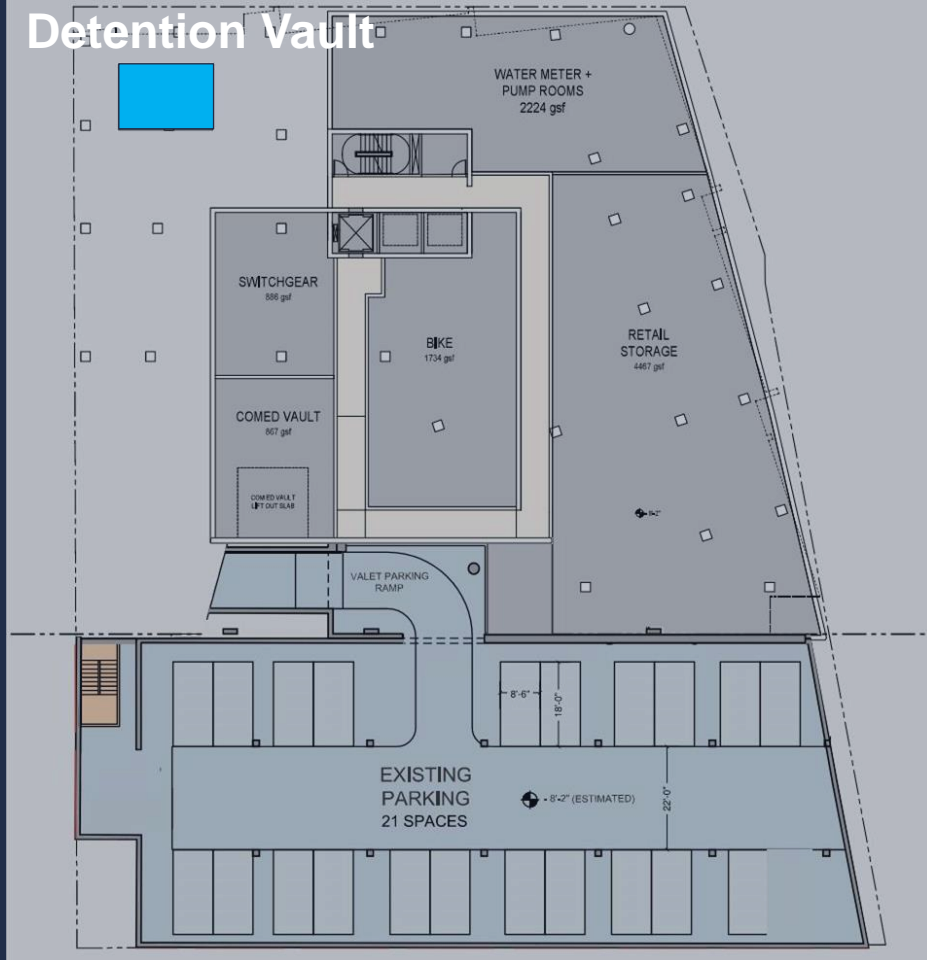 Detention Vault
WATER METER +
PUMP ROOMS
2224 gsf
SWITCHGEAR
886 gsf
BIKE
1734 gsf
RETAIL
STORAGE
4467 gsf
COMED VAULT
867 gsf
COMED VAULT
LIFT OUT SLAB
VALET PARKING
RAMP
8'-6"
18'-0"
EXISTING
PARKING
21 SPACES
- 8'-2" (ESTIMATED)
22'-0"